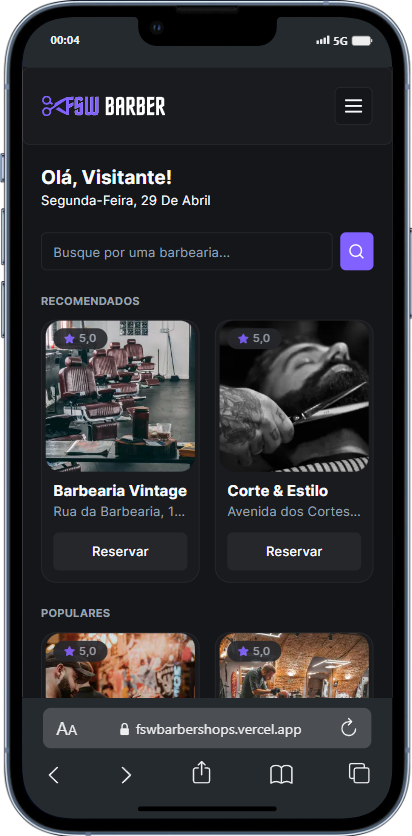 00:04
5G
FSW BARBER
Olá, Visitante!
Segunda-Feira, 29 De Abril
Busque por uma barbearia...
RECOMENDADOS
5,0
5,0
Barbearia Vintage
Corte & Estilo
Rua da Barbearia, 1...
Avenida dos Cortes...
Reservar
Reservar
POPULARES
5,0
5,0
AA
fswbarbershops.vercel.app